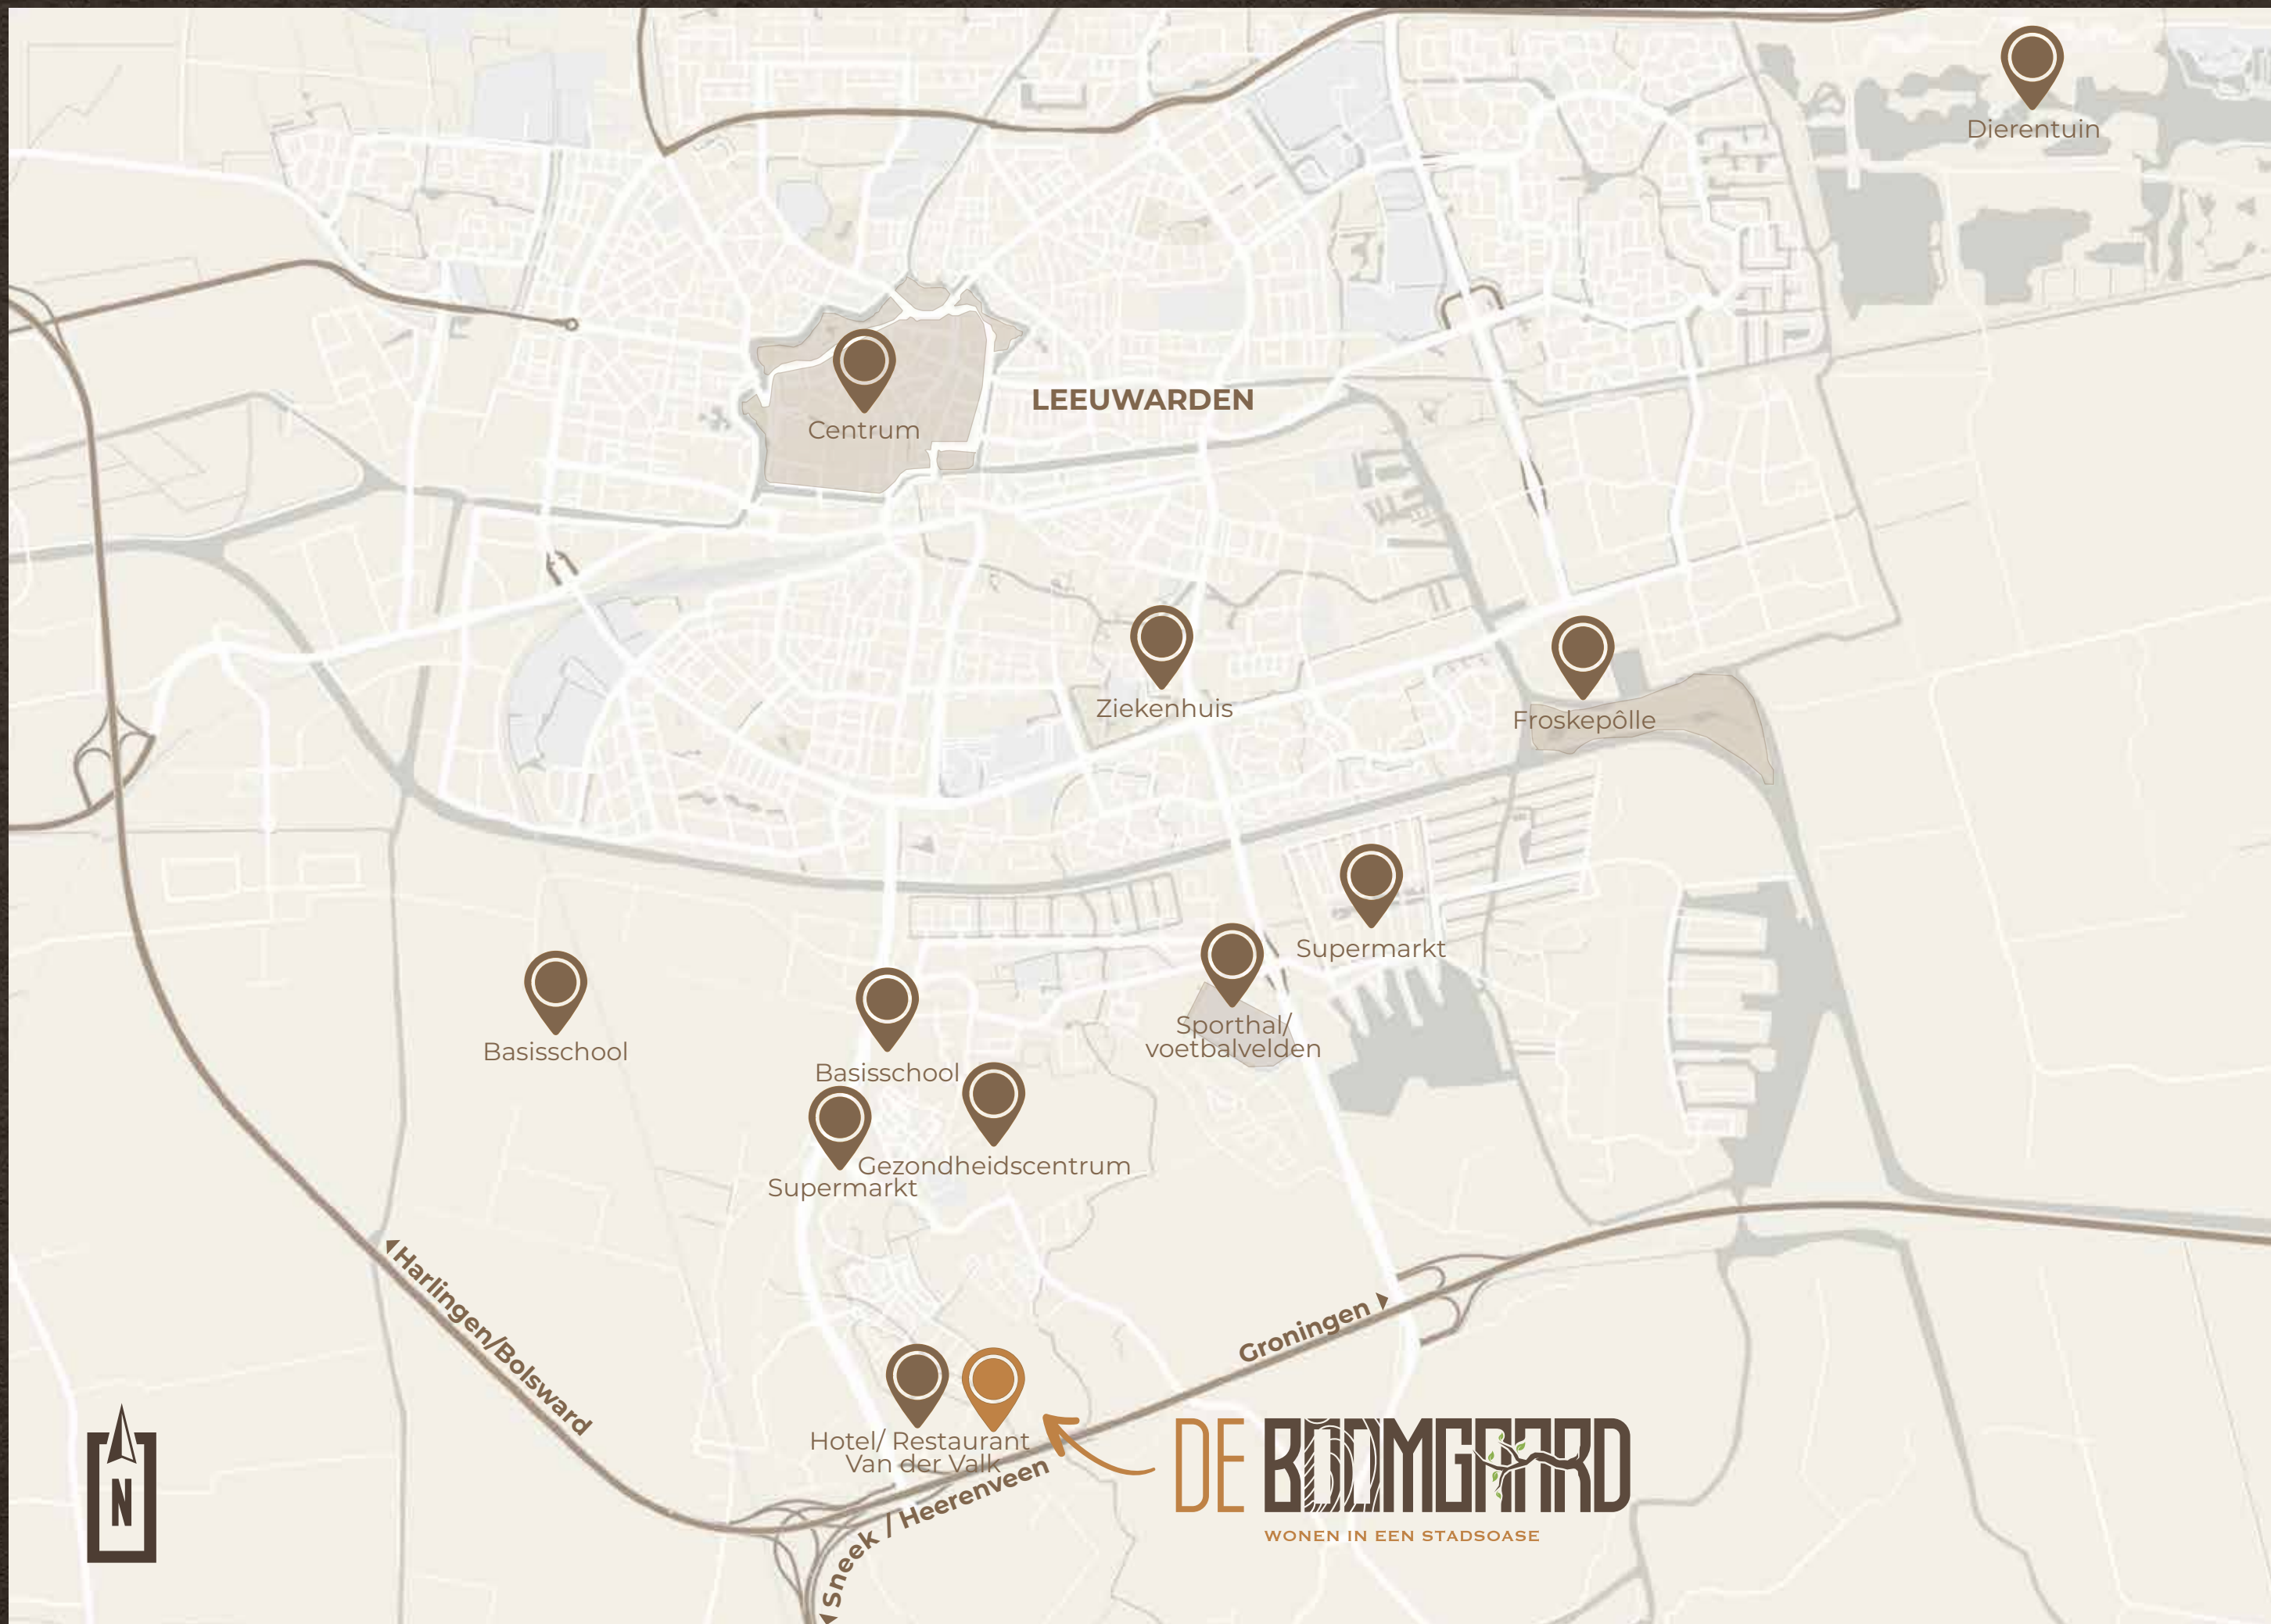 Dierentuin
LEEUWARDEN
Centrum
Ziekenhuis
Froskepôlle
Supermarkt
Sporthal/
voetbalvelden
Basisschool
Basisschool
Gezondheidscentrum
Supermarkt
Harlingen/Bolsward
Groningen
Hotel/ Restaurant
Van der Valk
Sneek / Heerenveen
DE BOOMGAARD
WONEN IN EEN STADSOASE
N